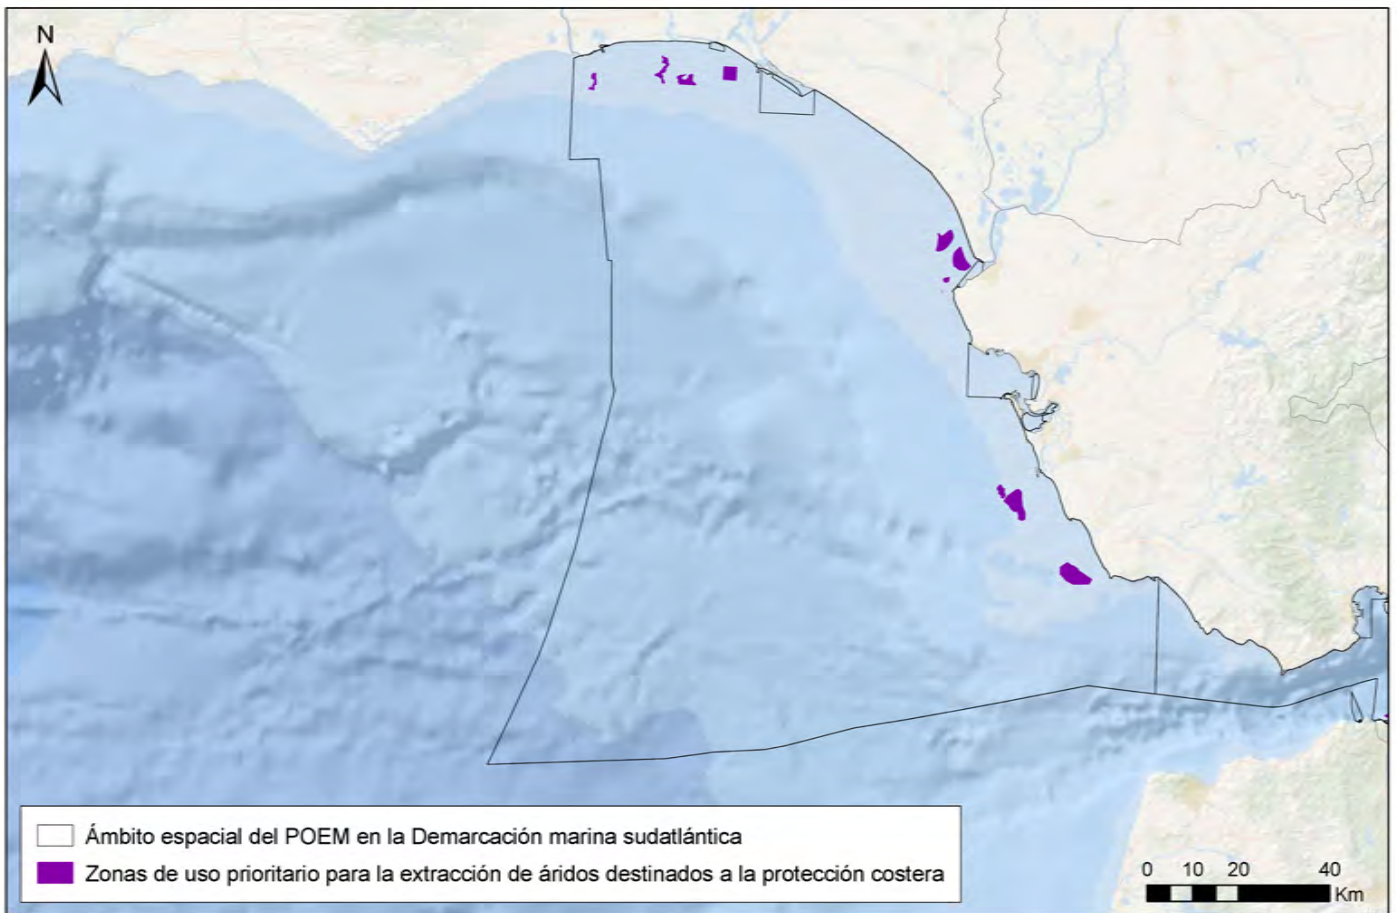 N
Ámbito espacial del POEM en la Demarcación marina sudatlántica
Zonas de uso prioritario para la extracción de áridos destinados a la protección costera
0 10 20 40
Km